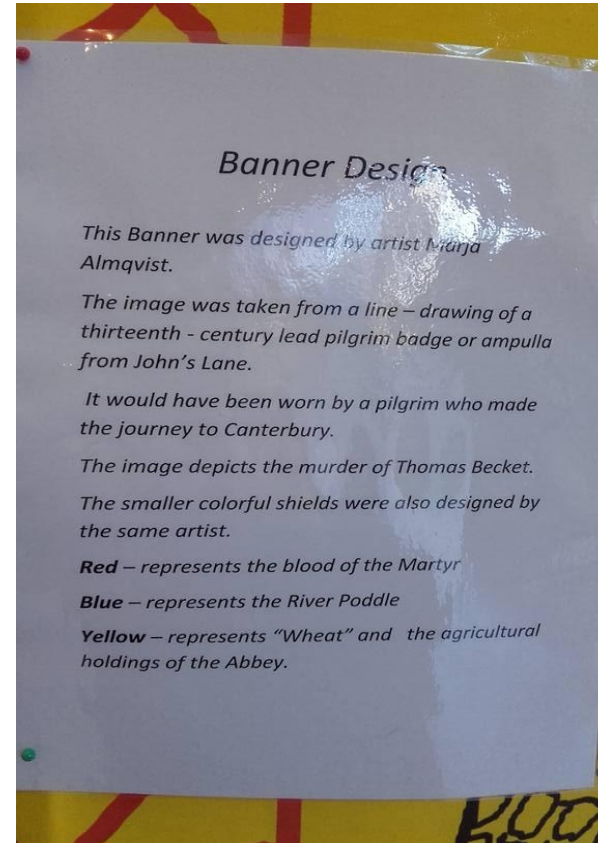 Banner Design
This Banner was designed by artist Marja
Almqvist.
The image was taken from a line – drawing of a
thirteenth - century lead pilgrim badge or ampulla
from John's Lane.
It would have been worn by a pilgrim who made
the journey to Canterbury.
The image depicts the murder of Thomas Becket.
The smaller colorful shields were also designed by
the same artist.
Red – represents the blood of the Martyr
Blue – represents the River Poddle
Yellow – represents “Wheat” and the agricultural
holdings of the Abbey.